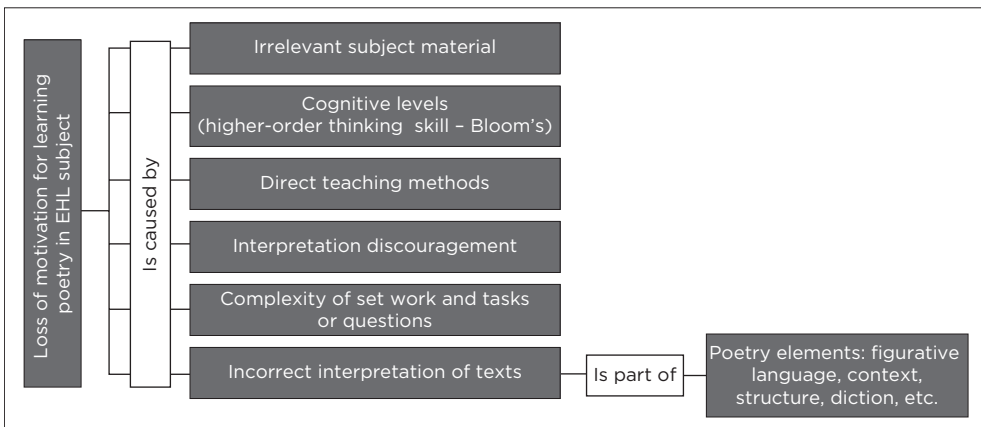 Loss of motivation for learning
poetry in EHL subject
Is caused by
Irrelevant subject material
Cognitive levels
(higher-order thinking skill – Bloom's)
Direct teaching methods
Interpretation discouragement
Complexity of set work and tasks
or questions
Incorrect interpretation of texts
Is part of
Poetry elements: figurative
language, context,
structure, diction, etc.